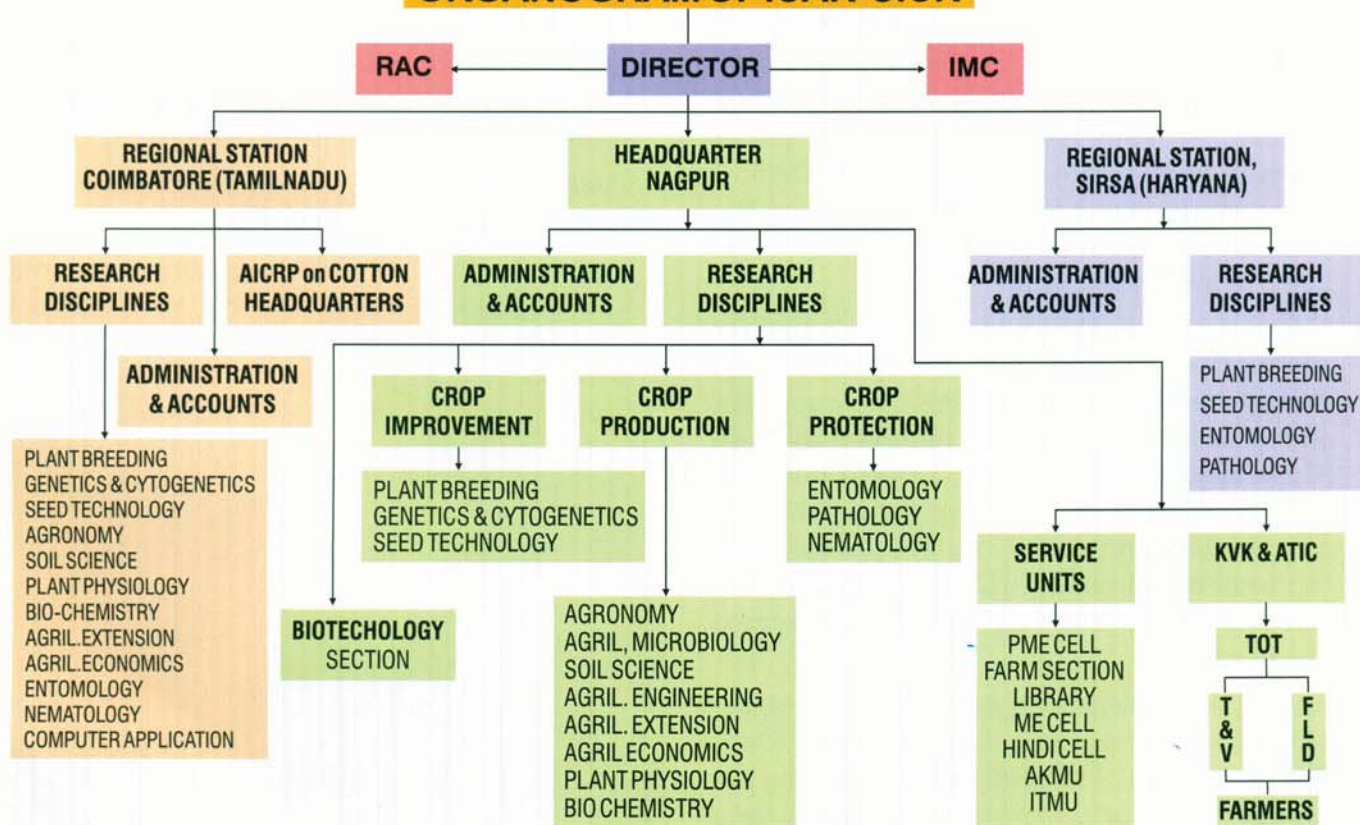 RAC
DIRECTOR
IMC
REGIONAL STATION
COIMBATORE (TAMILNADU)
HEADQUARTER
NAGPUR
REGIONAL STATION,
SIRSA (HARYANA)
RESEARCH
DISCIPLINES
AICRP on COTTON
HEADQUARTERS
ADMINISTRATION
& ACCOUNTS
RESEARCH
DISCIPLINES
ADMINISTRATION
& ACCOUNTS
RESEARCH
DISCIPLINES
ADMINISTRATION
& ACCOUNTS
CROP
IMPROVEMENT
CROP
PRODUCTION
CROP
PROTECTION
PLANT BREEDING
SEED TECHNOLOGY
ENTOMOLOGY
PATHOLOGY
PLANT BREEDING
GENETICS & CYTOGENETICS
SEED TECHNOLOGY
AGRONOMY
SOIL SCIENCE
PLANT PHYSIOLOGY
BIO-CHEMISTRY
AGRIL.EXTENSION
AGRIL.ECONOMICS
ENTOMOLOGY
NEMATOLOGY
COMPUTER APPLICATION
PLANT BREEDING
GENETICS & CYTOGENETICS
SEED TECHNOLOGY
ENTOMOLOGY
PATHOLOGY
NEMATOLOGY
BIOTECHOLOGY
SECTION
AGRONOMY
AGRIL, MICROBIOLOGY
SOIL SCIENCE
AGRIL. ENGINEERING
AGRIL. EXTENSION
AGRIL ECONOMICS
PLANT PHYSIOLOGY
BIO CHEMISTRY
SERVICE
UNITS
KVK & ATIC
PME CELL
FARM SECTION
LIBRARY
ME CELL
HINDI CELL
AKMU
ITMU
TOT
T
&
V
F
L
D
FARMERS